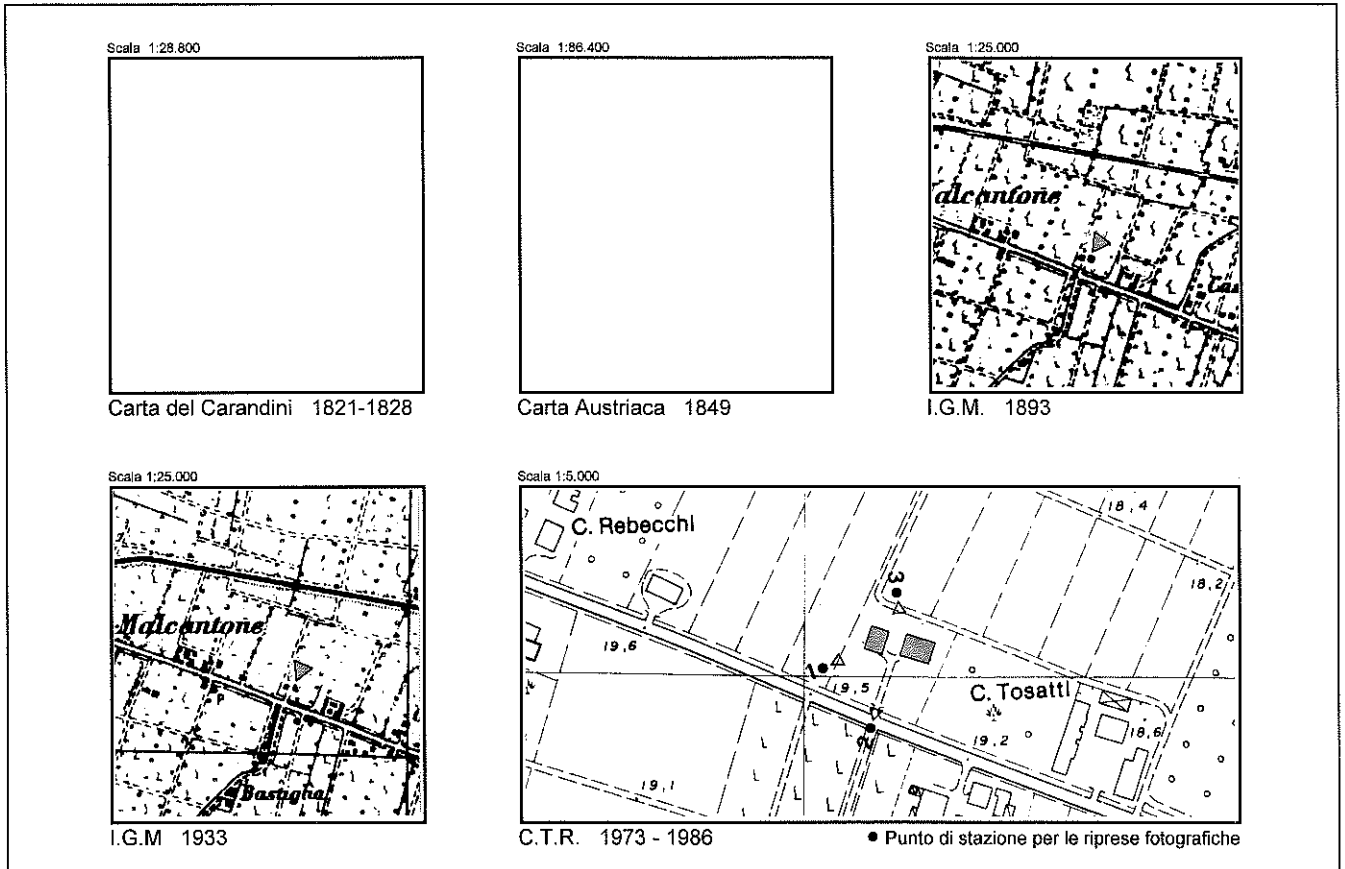 Scala 1:28.800
Carta del Carandini 1821-1828
Scala 1:86.400
Carta Austriaca 1849
Scala 1:25.000
alcantone
Cas
I.G.M. 1893
Scala 1:25.000
Malcantone
P
Bastiglia
I.G.M 1933
Scala 1:5.000
C. Rebecchi
18,4
18,2
3
19,6
1
19,5
C. Tosatti
2
19,2
18,6
19,1
C.T.R. 1973 - 1986
● Punto di stazione per le riprese fotografiche